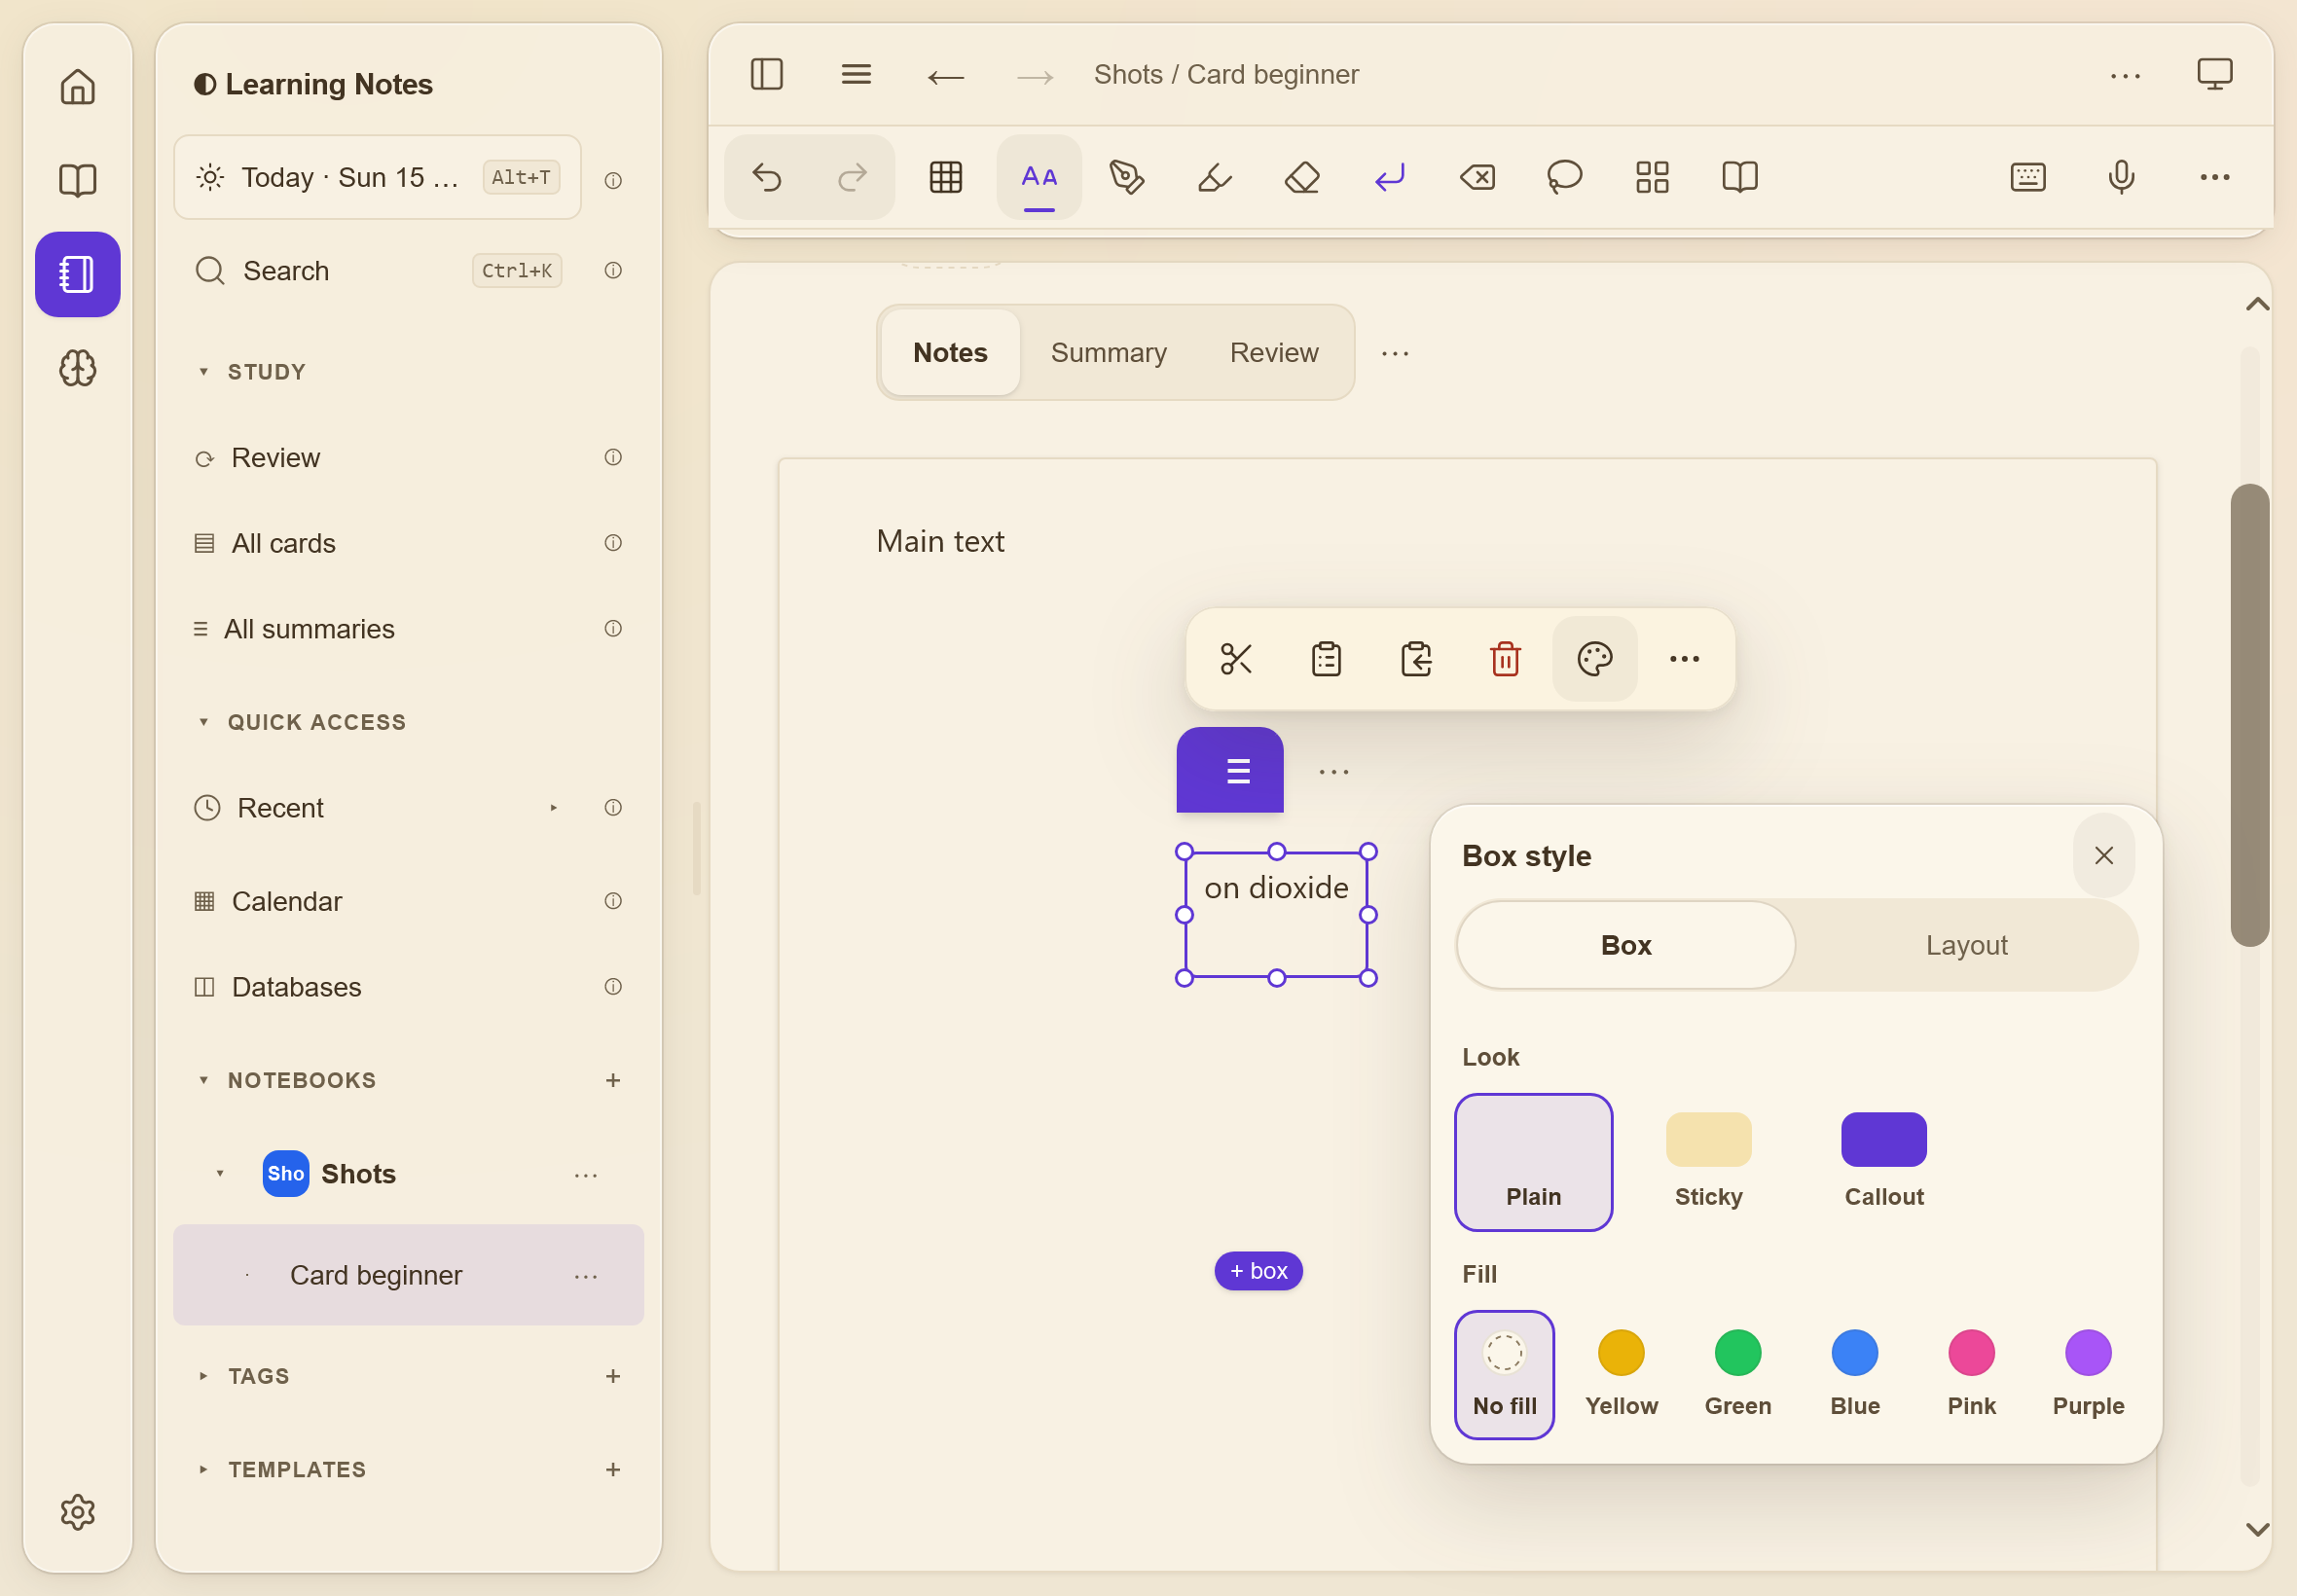 Learning Notes
Today · Sun 15 ... Alt+T
Search Ctrl+K
STUDY
Review
All cards
All summaries
QUICK ACCESS
Recent
Calendar
Databases
NOTEBOOKS
Sho Shots
Card beginner
TAGS
TEMPLATES
Shots / Card beginner
Notes Summary Review
Main text
on dioxide
+ box
Box style
Box Layout
Look
Plain Sticky Callout
Fill
No fill Yellow Green Blue Pink Purple